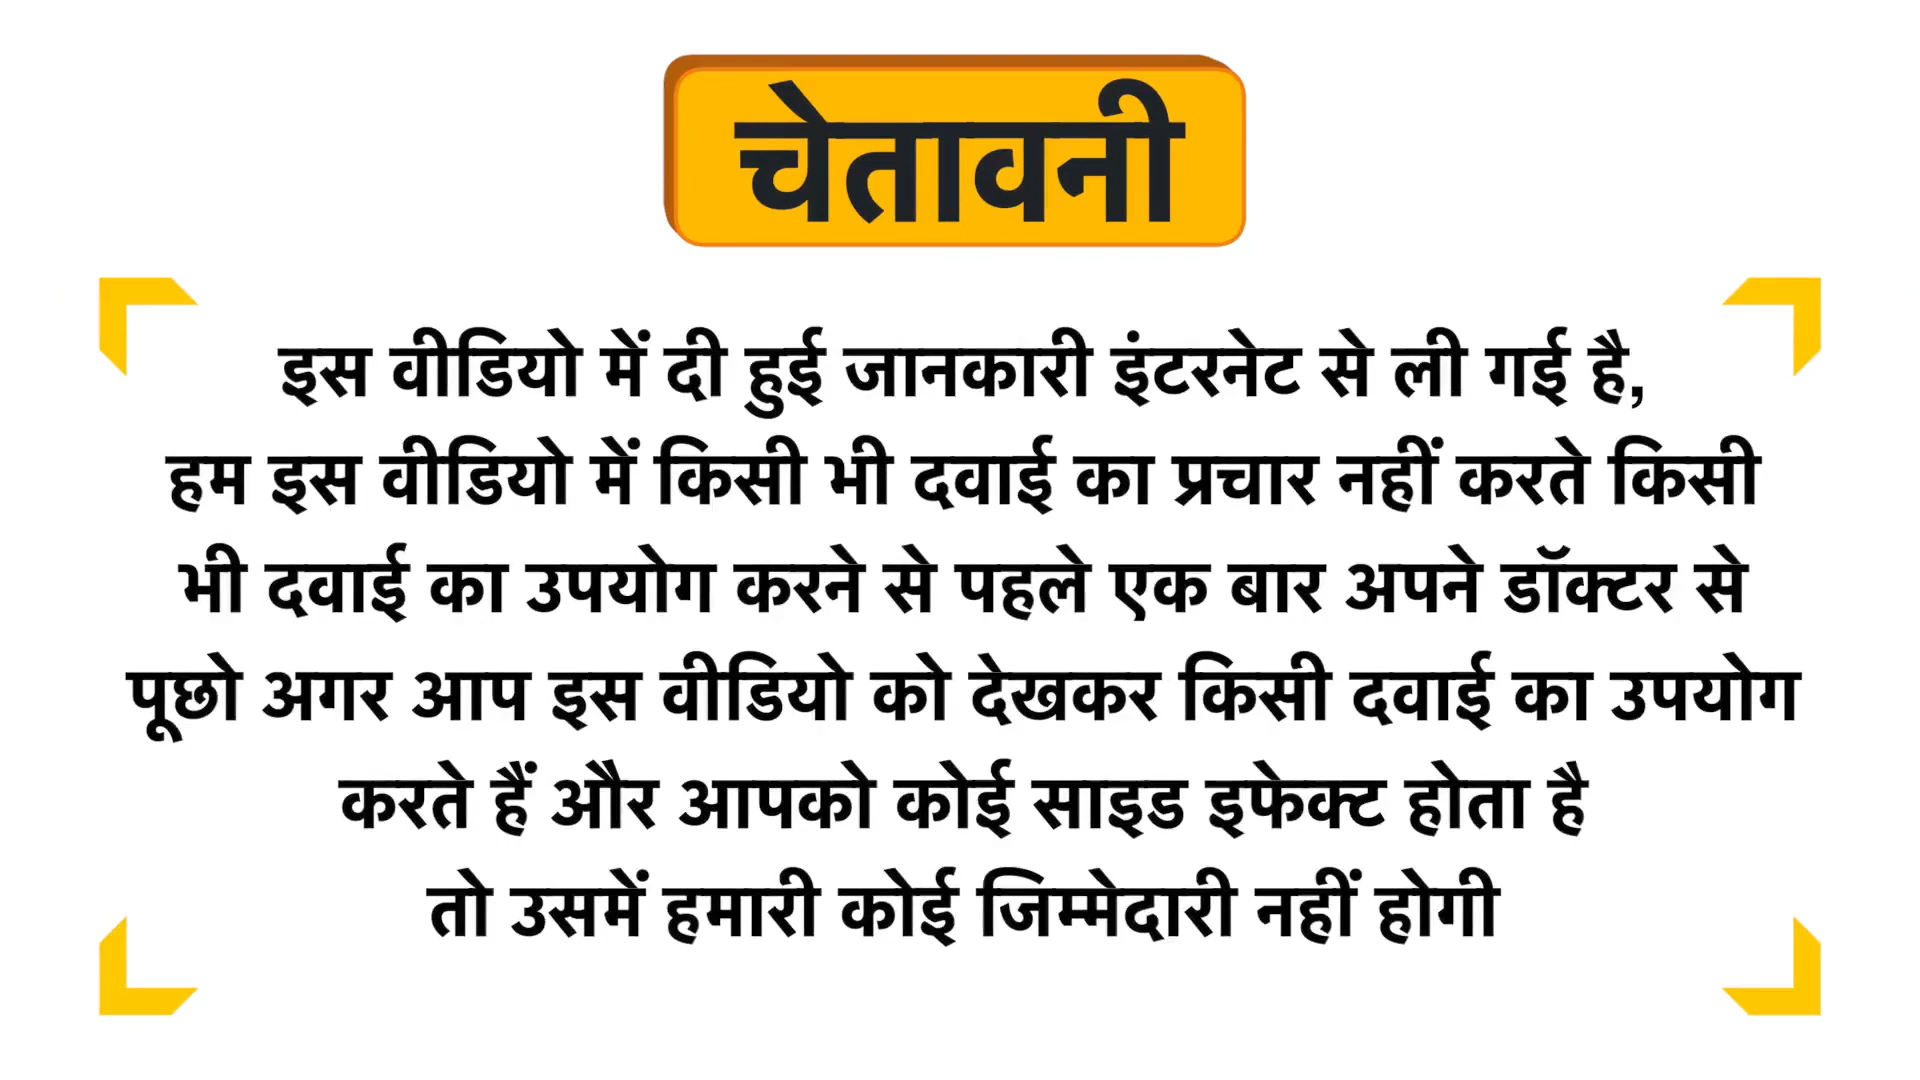 चेतावनी
इस वीडियो में दी हुई जानकारी इंटरनेट से ली गई है,
हम इस वीडियो में किसी भी दवाई का प्रचार नहीं करते किसी
भी दवाई का उपयोग करने से पहले एक बार अपने डॉक्टर से
पूछो अगर आप इस वीडियो को देखकर किसी दवाई का उपयोग
करते हैं और आपको कोई साइड इफेक्ट होता है
तो उसमें हमारी कोई जिम्मेदारी नहीं होगी